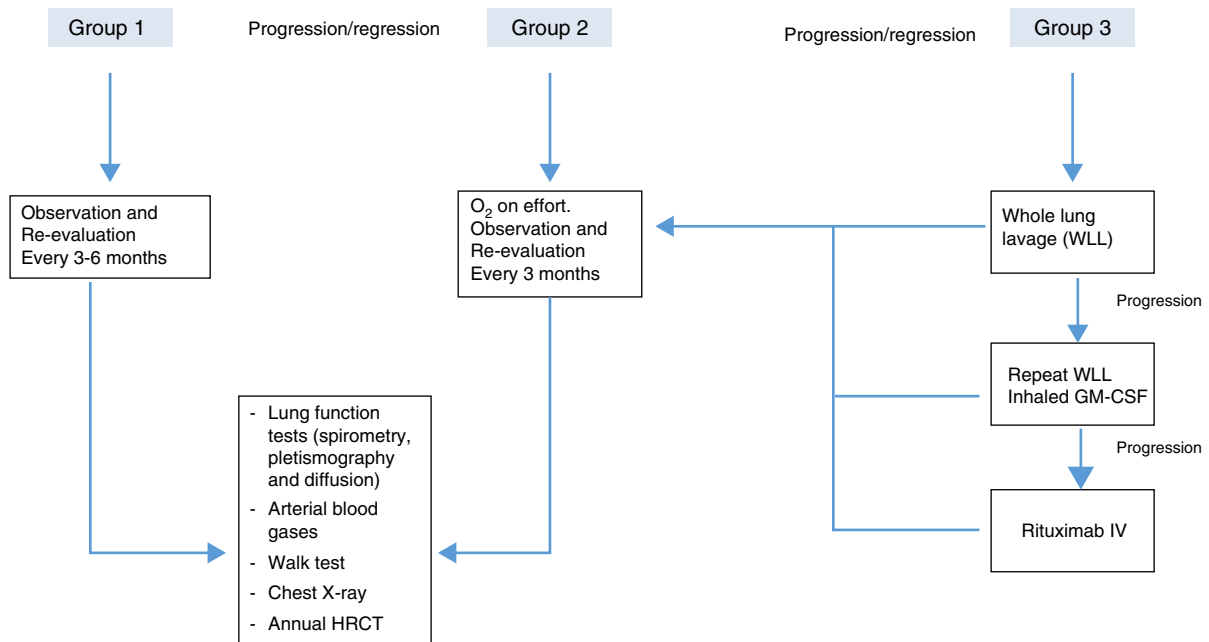 Group 1
Progression/regression
Group 2
Progression/regression
Group 3
Observation and
Re-evaluation
Every 3-6 months
O₂ on effort.
Observation and
Re-evaluation
Every 3 months
Whole lung
lavage (WLL)
Progression
Repeat WLL
Inhaled GM-CSF
Progression
Rituximab IV
- Lung function
tests (spirometry,
pletismography
and diffusion)
- Arterial blood
gases
- Walk test
- Chest X-ray
- Annual HRCT